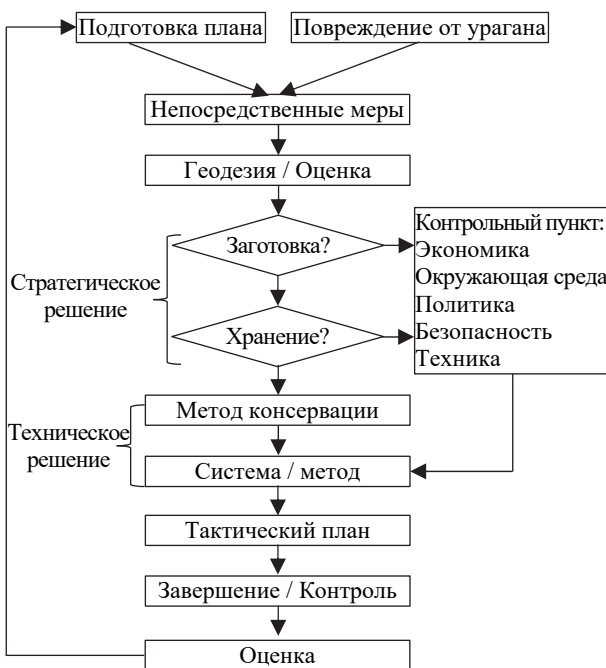 Подготовка плана
Повреждение от урагана
Непосредственные меры
Геодезия / Оценка
Стратегическое
решение
Заготовка?
Хранение?
Контрольный пункт:
Экономика
Окружающая среда
Политика
Безопасность
Техника
Техническое
решение
Метод консервации
Система / метод
Тактический план
Завершение / Контроль
Оценка